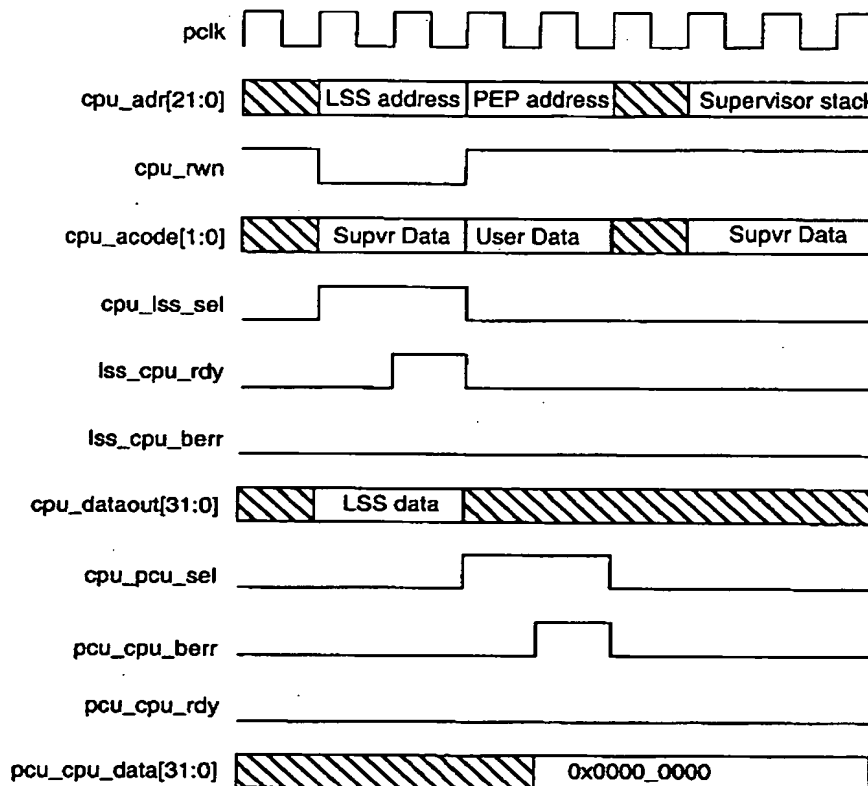 pclk
cpu_adr[21:0] LSS address PEP address Supervisor stack
cpu_rwn
cpu_acode[1:0] Supvr Data User Data Supvr Data
cpu_lss_sel
lss_cpu_rdy
lss_cpu_berr
cpu_dataout[31:0] LSS data
cpu_pcu_sel
pcu_cpu_berr
pcu_cpu_rdy
pcu_cpu_data[31:0] 0x0000_0000